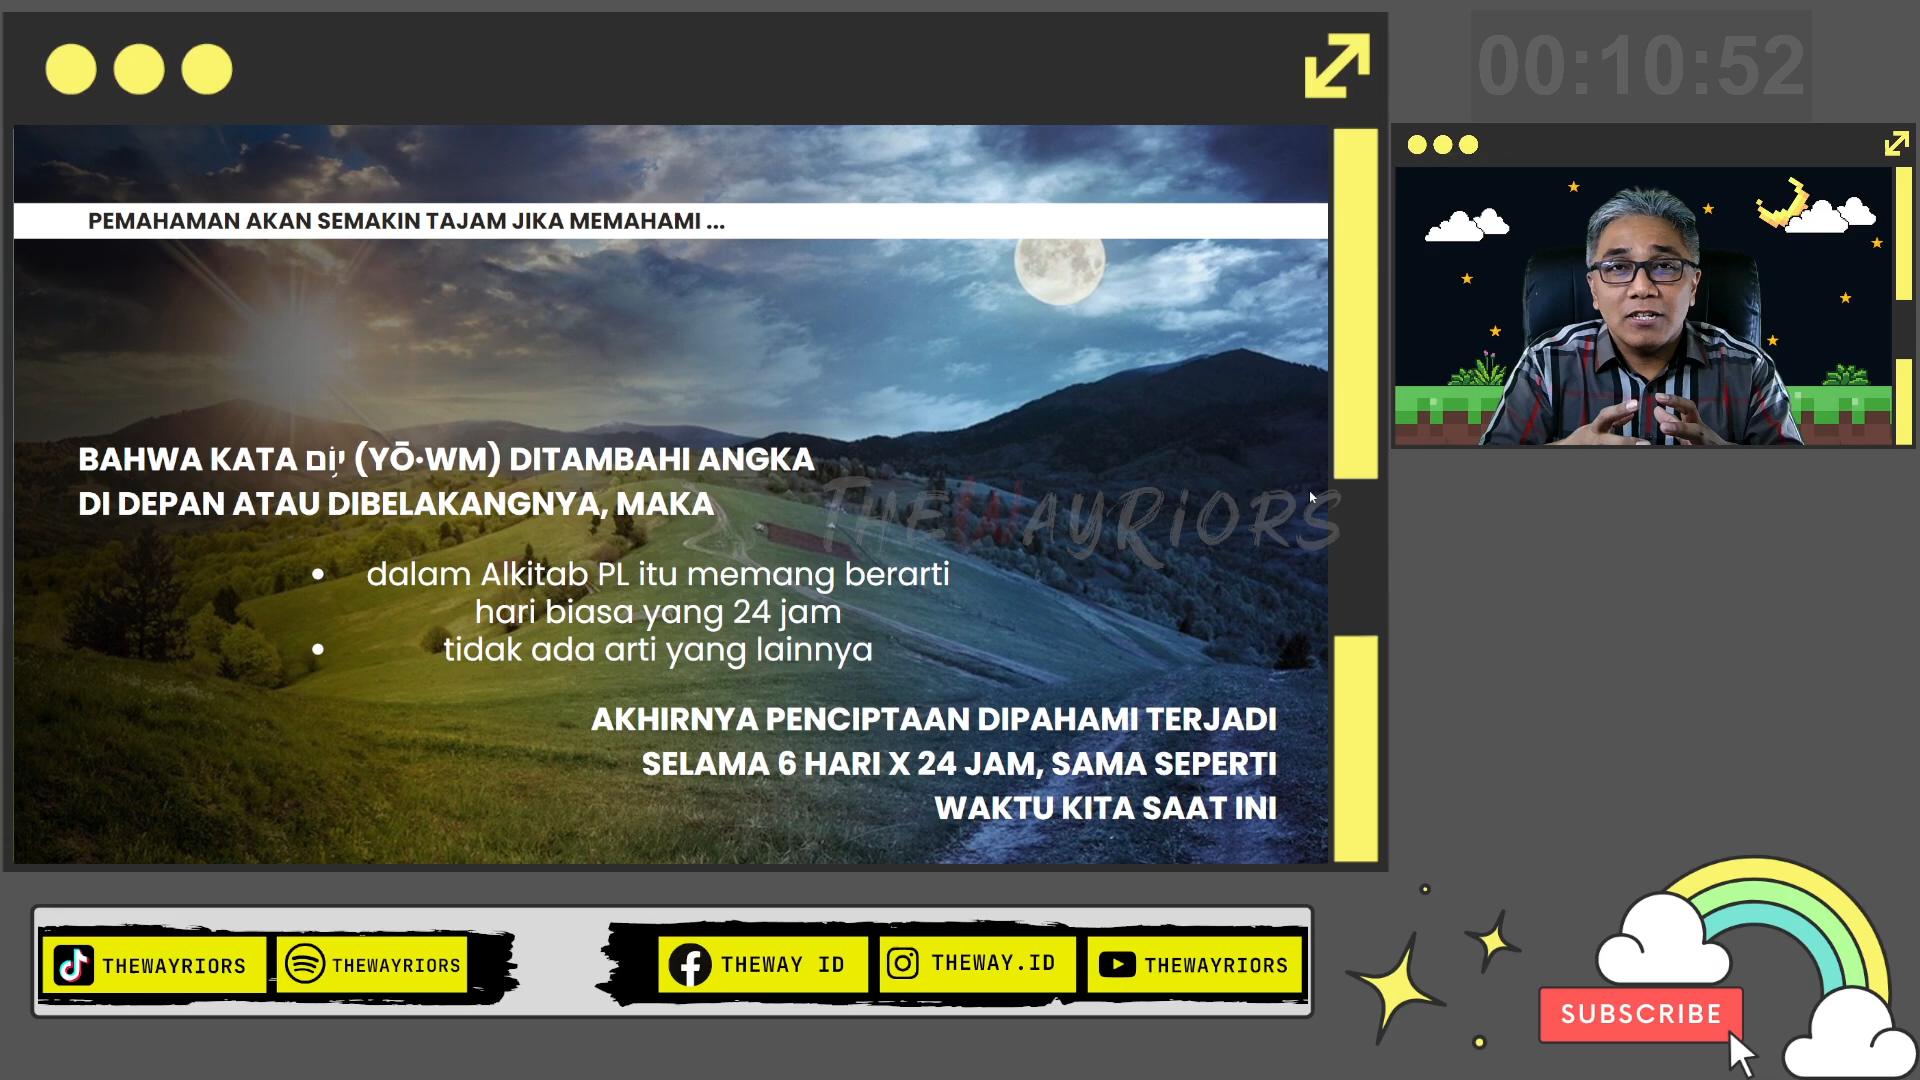 00:10:52
PEMAHAMAN AKAN SEMAKIN TAJAM JIKA MEMAHAMI ...
BAHWA KATA יוֹם (YŌ·WM) DITAMBAHI ANGKA
DI DEPAN ATAU DIBELAKANGNYA, MAKA
THEWAYRIORS
• dalam Alkitab PL itu memang berarti
hari biasa yang 24 jam
• tidak ada arti yang lainnya
AKHIRNYA PENCIPTAAN DIPAHAMI TERJADI
SELAMA 6 HARI X 24 JAM, SAMA SEPERTI
WAKTU KITA SAAT INI
THEWAYRIORS
THEWAYRIORS
THEWAY ID
THEWAY.ID
THEWAYRIORS
SUBSCRIBE